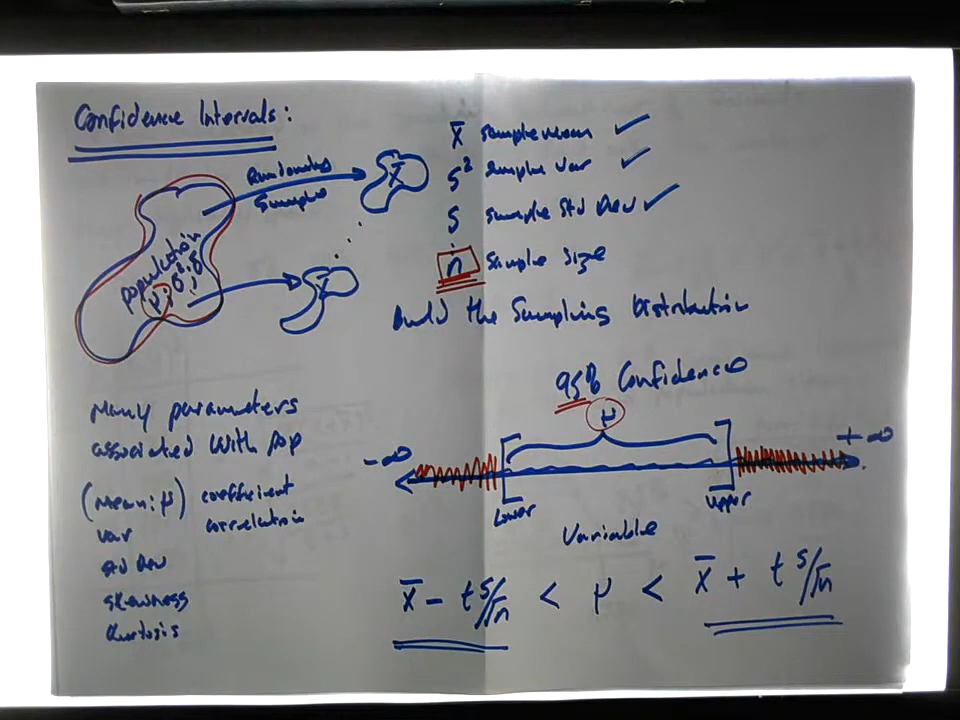 Confidence Intervals:
Randomly
Sample
x̄
population
μ, σ², σ
x̄
x̄ sample mean ✓
s² sample var ✓
s sample std dev ✓
n sample size
Build the Sampling Distribution
Many parameters
associated with pop
(Mean: μ) coefficient
var correlation
std dev
skewness
kurtosis
95% Confidence
μ
-∞
+∞
Lower
Upper
Variable
x̄ - t s/√n < μ < x̄ + t s/√n